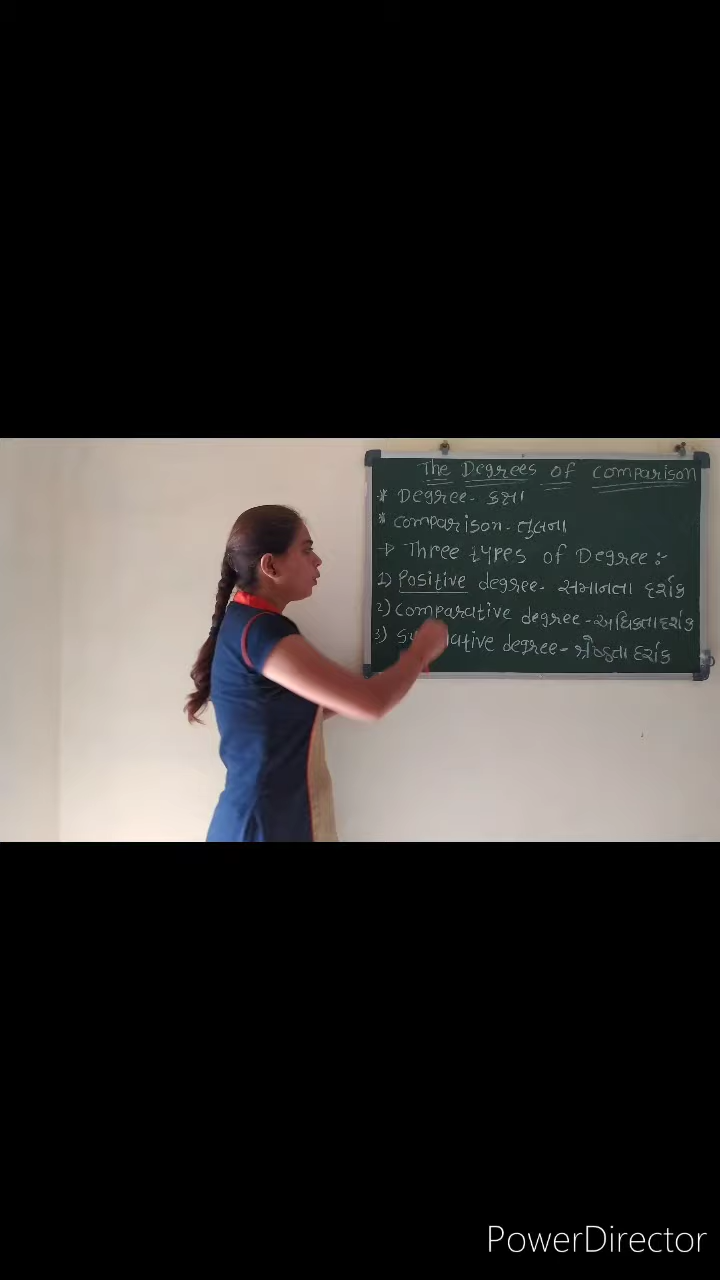 The Degrees of Comparison
* Degree - કક્ષા
* Comparison - તુલના
→ Three types of Degree :-
1) Positive degree - સમાનતા દર્શક
2) Comparative degree - અધિકતા દર્શક
3) degree - શ્રેષ્ઠતા દર્શક
PowerDirector